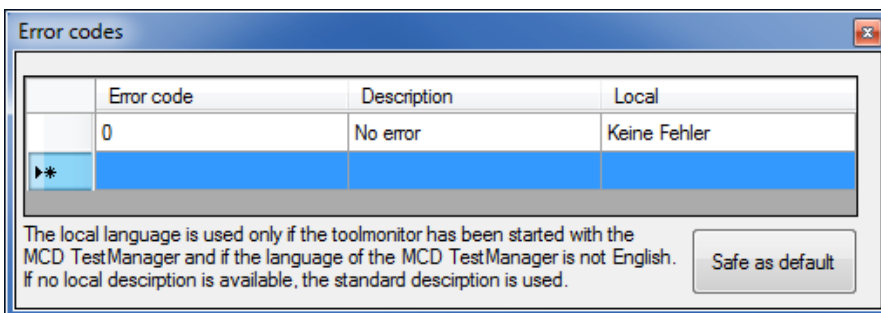 Error codes
Error code Description Local
0 No error Keine Fehler
The local language is used only if the toolmonitor has been started with the
MCD TestManager and if the language of the MCD TestManager is not English.
If no local descirption is available, the standard descirption is used.
Safe as default